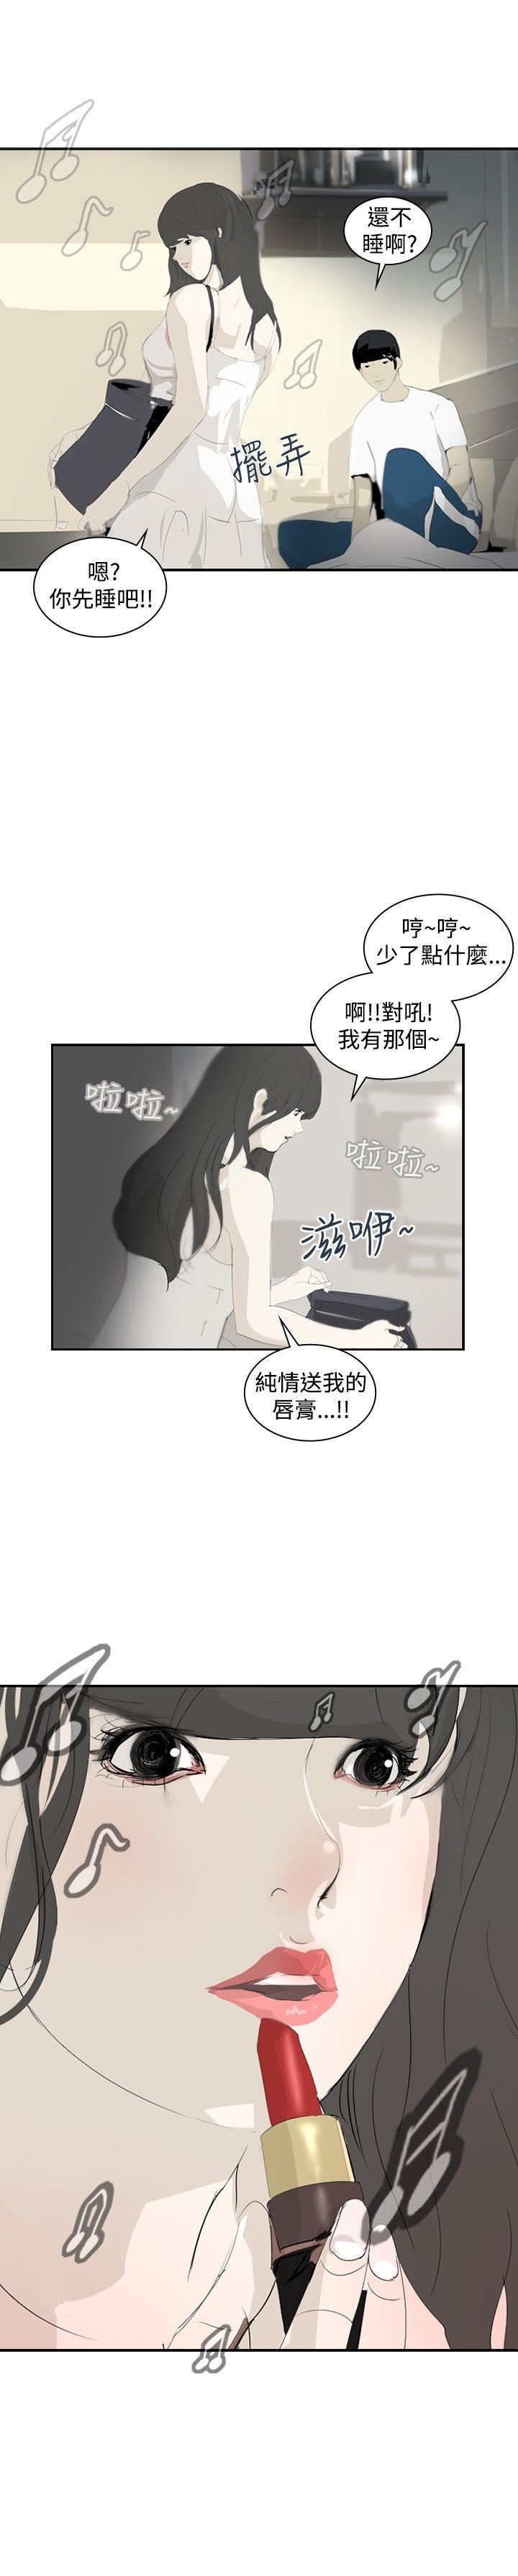 還不
睡啊?
擺弄
嗯?
你先睡吧!!
哼~哼~
少了點什麼...
啊!!對吼!
我有那個~
啦啦~
啦啦~
滋咿~
純情送我的
唇膏...!!